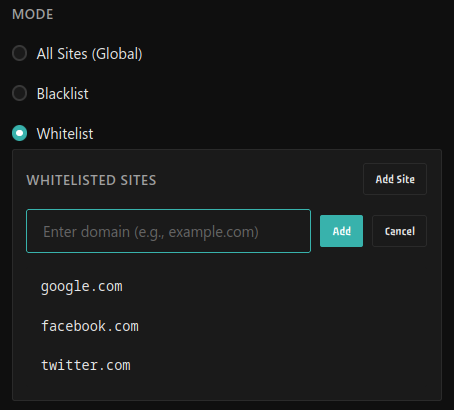 MODE
All Sites (Global)
Blacklist
Whitelist
WHITELISTED SITES Add Site
Enter domain (e.g., example.com) Add Cancel
google.com
facebook.com
twitter.com